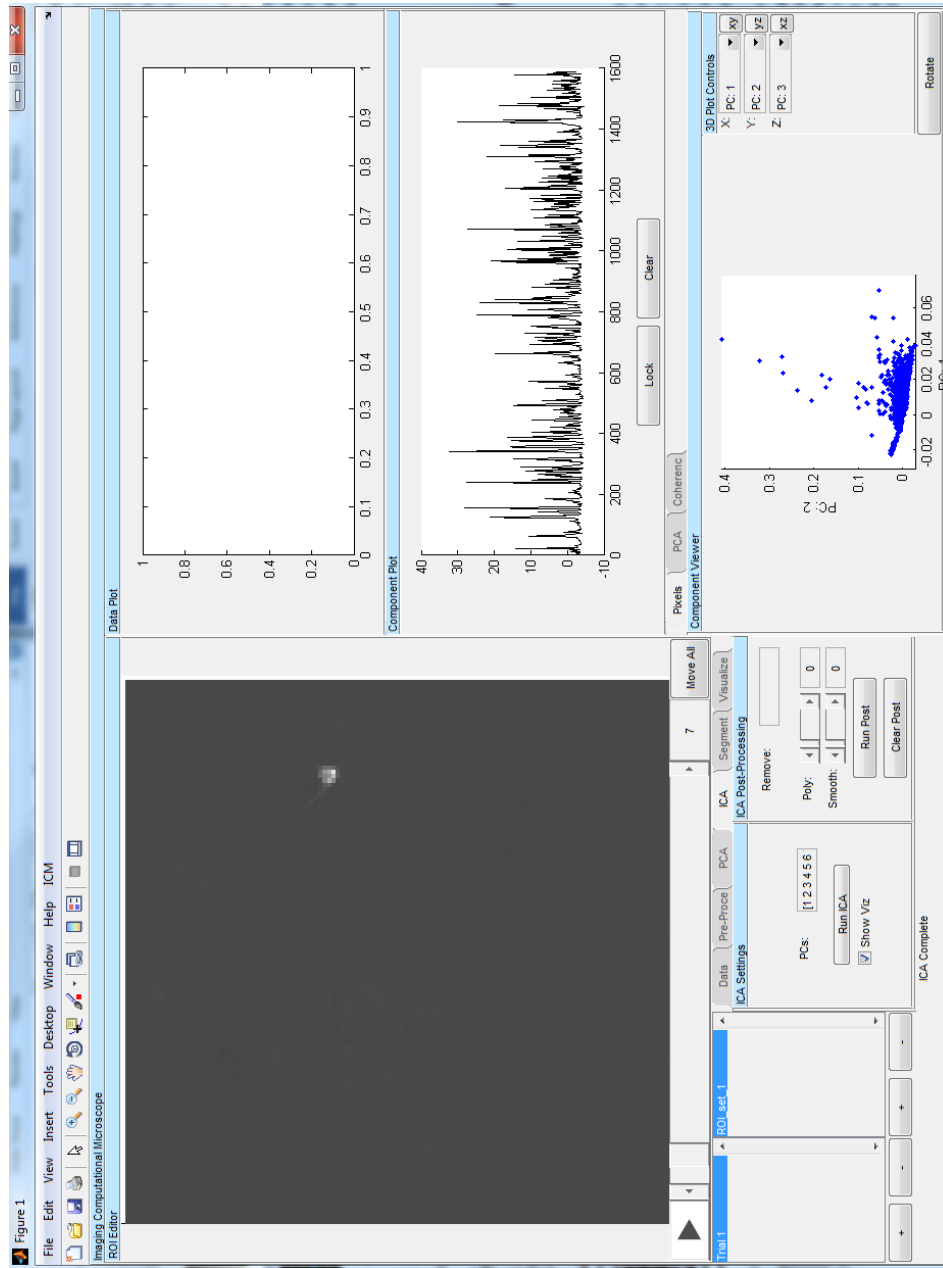 Figure 1
File Edit View Insert Tools Desktop Window Help ICM
Imaging Computational Microscope
ROI Editor
7
Move All
Trial 1
ROI_set_1
+ - + -
Data Pre-Proce PCA ICA Segment Visualize
ICA Settings
PCs: [1 2 3 4 5 6
Run ICA
Show Viz
ICA Post-Processing
Remove:
Poly: 0
Smooth: 0
Run Post
Clear Post
ICA Complete
Data Plot
1
0.8
0.6
0.4
0.2
0
0 0.1 0.2 0.3 0.4 0.5 0.6 0.7 0.8 0.9 1
Component Plot
40
30
20
10
0
-10
0 200 400 600 800 1000 1200 1400 1600
Lock Clear
Pixels PCA Coherenc
Component Viewer
PC: 2
0.4
0.3
0.2
0.1
0
-0.02 0 0.02 0.04 0.06
3D Plot Controls
X: PC: 1 xy
Y: PC: 2 yz
Z: PC: 3 xz
Rotate